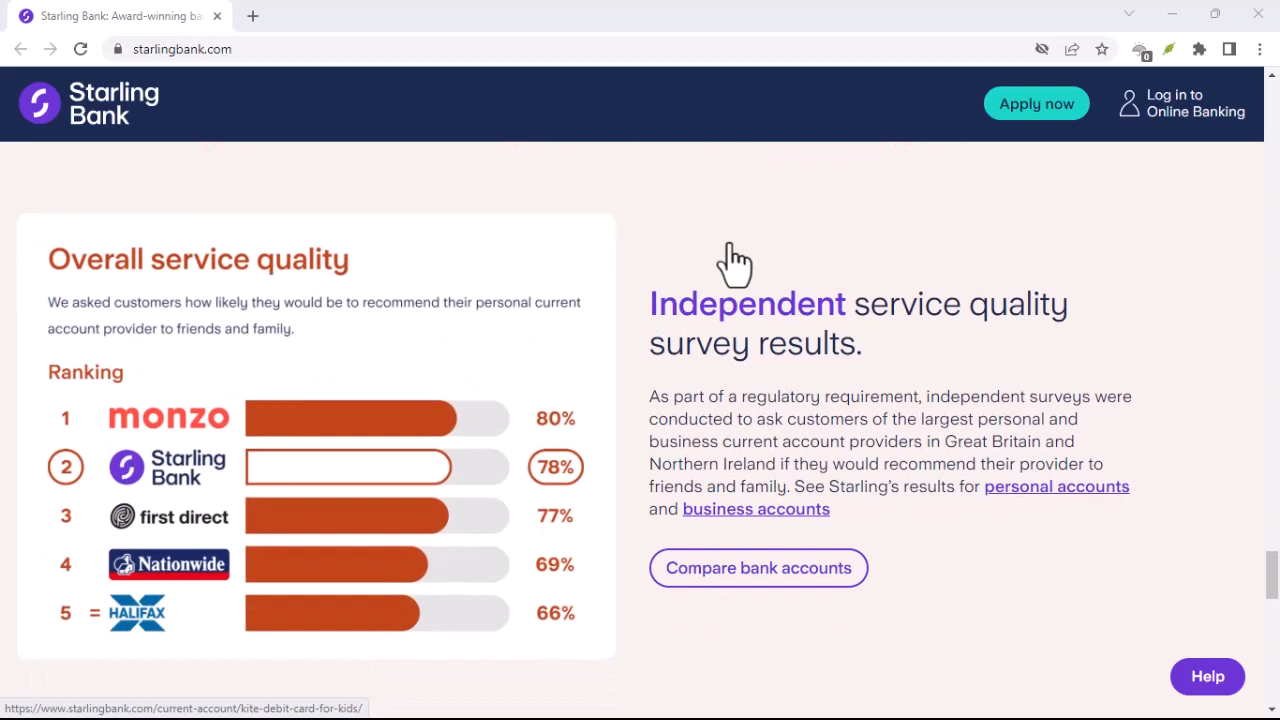 Starling Bank: Award-winning ba
starlingbank.com
0
Starling
Bank
Apply now
Log in to
Online Banking
Overall service quality
We asked customers how likely they would be to recommend their personal current
account provider to friends and family.
Ranking
1 monzo 80%
2 Starling Bank 78%
3 first direct 77%
4 Nationwide 69%
5 = HALIFAX 66%
Independent service quality
survey results.
As part of a regulatory requirement, independent surveys were
conducted to ask customers of the largest personal and
business current account providers in Great Britain and
Northern Ireland if they would recommend their provider to
friends and family. See Starling's results for personal accounts
and business accounts
Compare bank accounts
Help
https://www.starlingbank.com/current-account/kite-debit-card-for-kids/